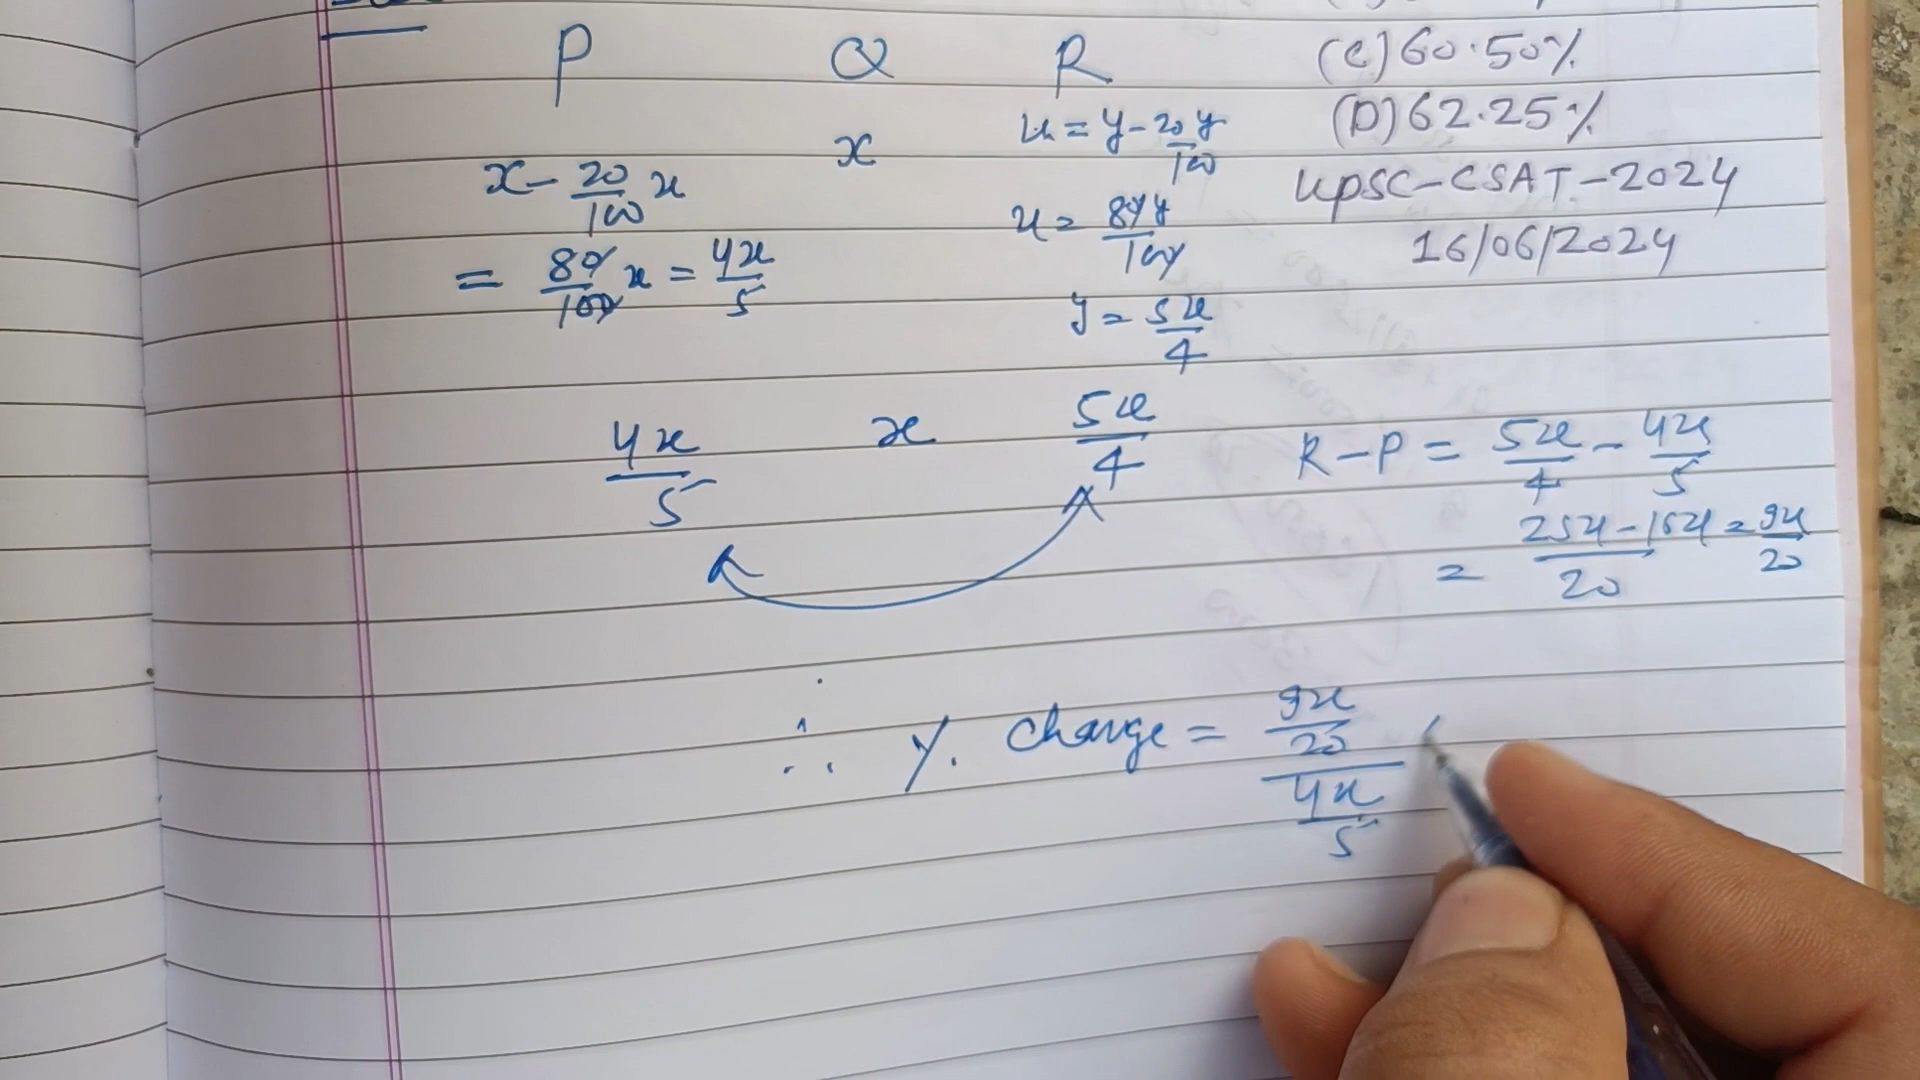 P Q R
(C) 60.50%
(D) 62.25%
UPSC-CSAT-2024
16/06/2024
x
x - 20/100 x
= 80/100 x = 4x/5
x = y - 20y/100
x = 80y/100
y = 5x/4
4x/5 x 5x/4
R-P = 5x/4 - 4x/5
= 25x-16x/20 = 9x/20
∴ % change = 9x/20 / 4x/5